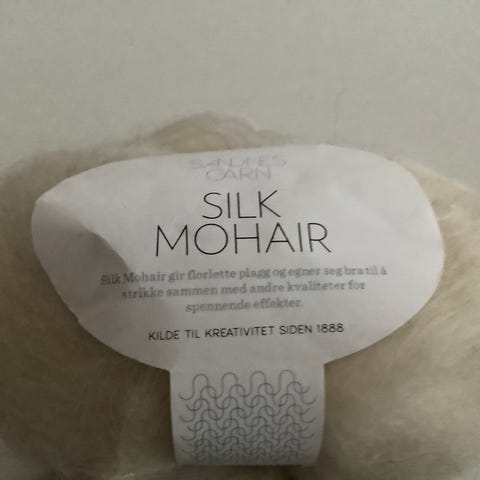 SANDNES
GARN
SILK
MOHAIR
Silk Mohair gir florlette plagg og egner seg bra til å
strikke sammen med andre kvaliteter for
spennende effekter.
KILDE TIL KREATIVITET SIDEN 1888